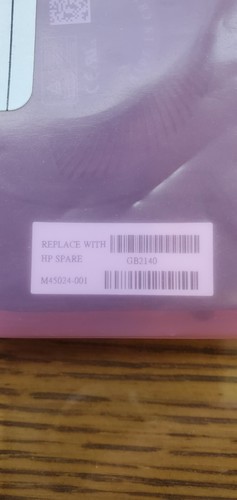 REPLACE WITH
HP SPARE GB2140
M45024-001